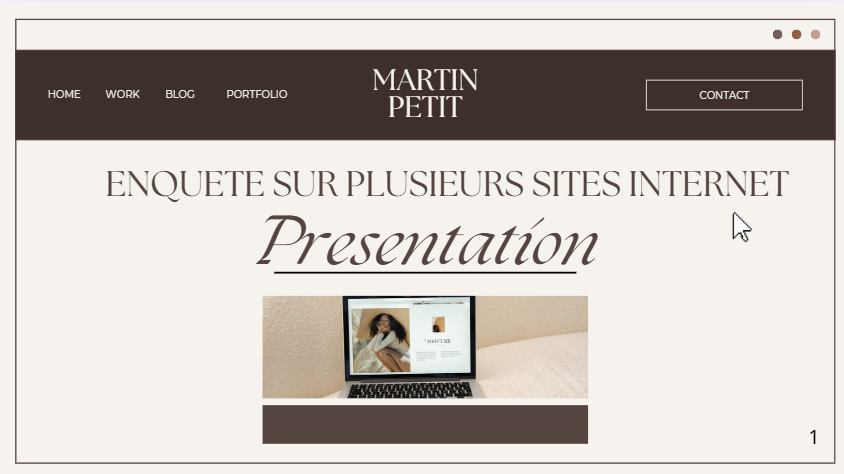 HOME WORK BLOG PORTFOLIO
MARTIN
PETIT
CONTACT
ENQUETE SUR PLUSIEURS SITES INTERNET
Presentation
"ABOUT ME
1